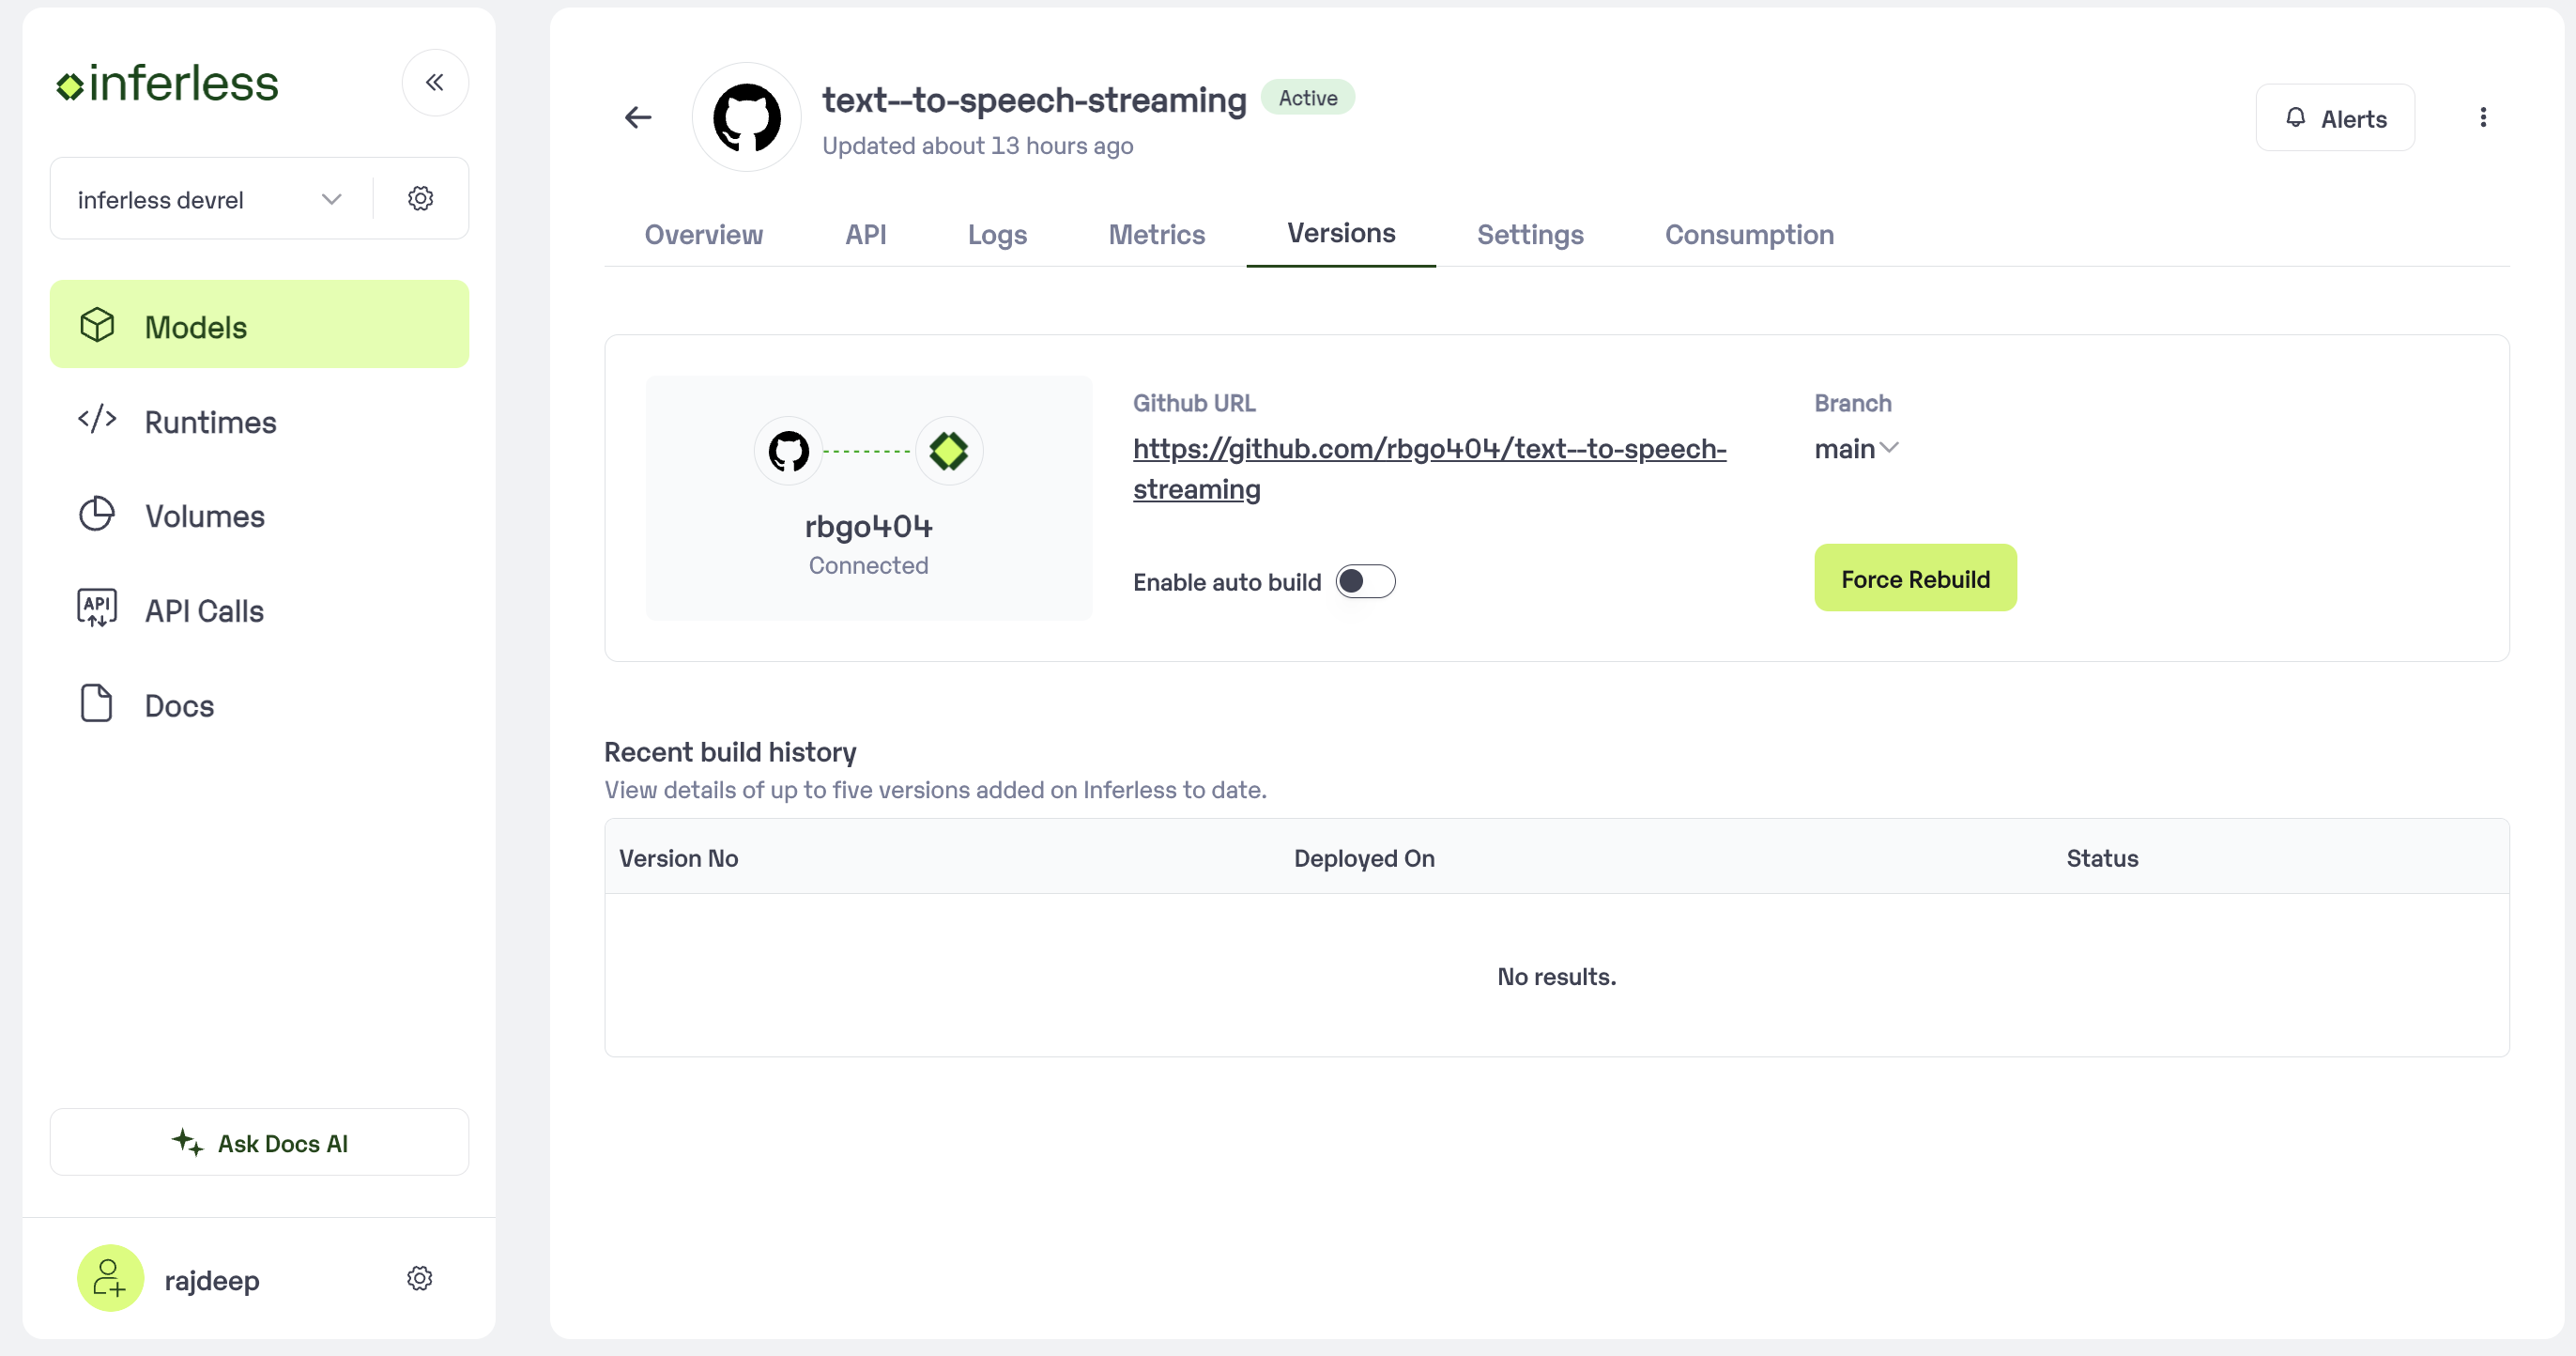 inferless
inferless devrel
Models
Runtimes
Volumes
API
API Calls
Docs
Ask Docs AI
rajdeep
text--to-speech-streaming
Active
Updated about 13 hours ago
Alerts
Overview
API
Logs
Metrics
Versions
Settings
Consumption
rbgo404
Connected
Github URL
https://github.com/rbgo404/text--to-speech-
streaming
Enable auto build
Branch
main
Force Rebuild
Recent build history
View details of up to five versions added on Inferless to date.
Version No
Deployed On
Status
No results.